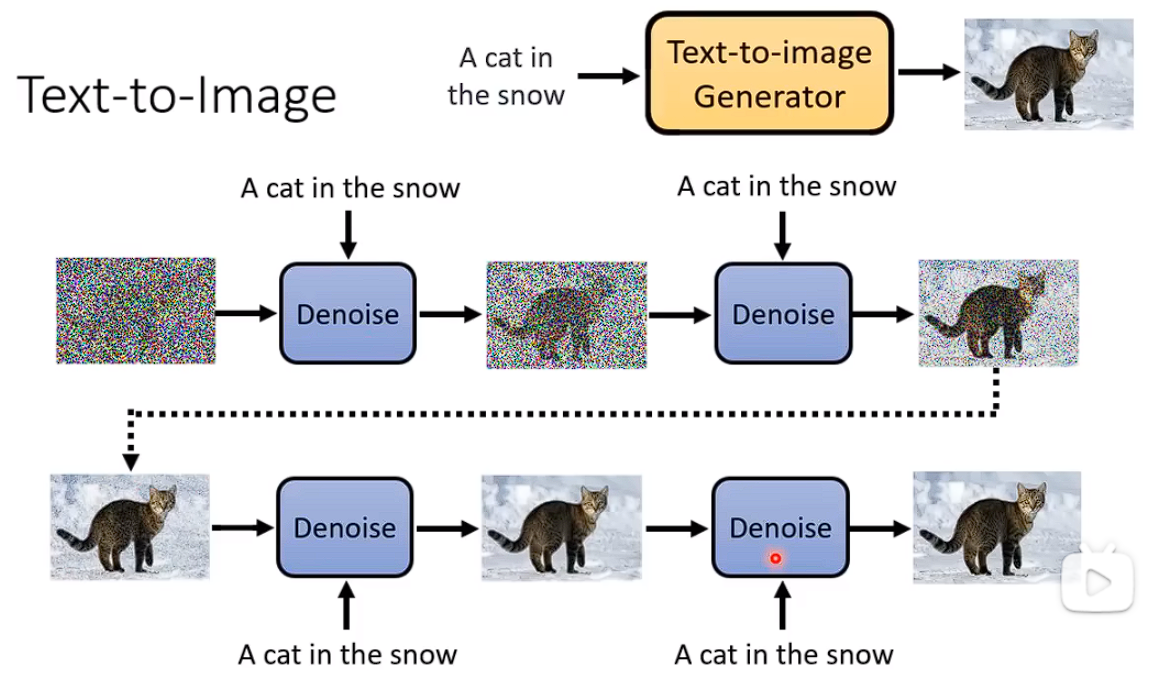 Text-to-Image
A cat in
the snow
Text-to-image
Generator
A cat in the snow
A cat in the snow
Denoise
Denoise
Denoise
Denoise
A cat in the snow
A cat in the snow